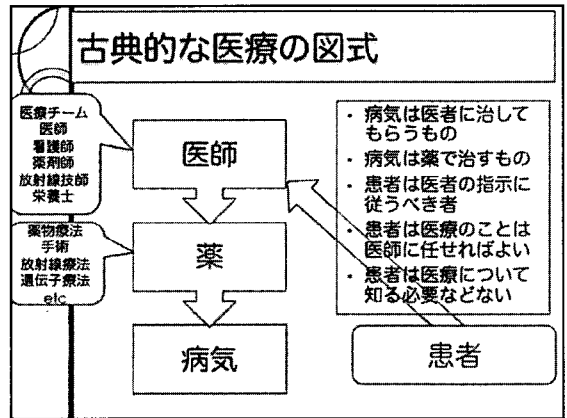 古典的な医療の図式
医療チーム
医師
看護師
薬剤師
放射線技師
栄養士
薬物療法
手術
放射線療法
遺伝子療法
etc
医師
薬
病気
・ 病気は医者に治して
もらうもの
・ 病気は薬で治すもの
・ 患者は医者の指示に
従うべき者
・ 患者は医療のことは
医師に任せればよい
・ 患者は医療について
知る必要などない
患者